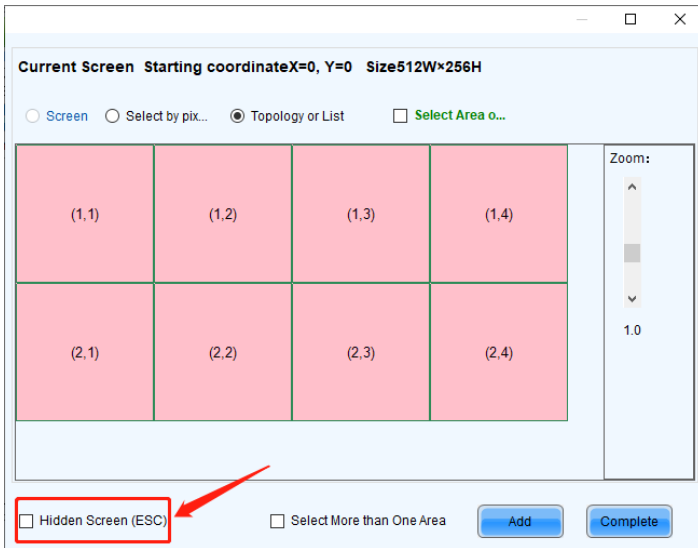 Current Screen Starting coordinateX=0, Y=0 Size512W×256H
Screen Select by pix... Topology or List Select Area o...
Zoom:
(1,1) (1,2) (1,3) (1,4)
1.0
(2,1) (2,2) (2,3) (2,4)
Hidden Screen (ESC) Select More than One Area Add Complete